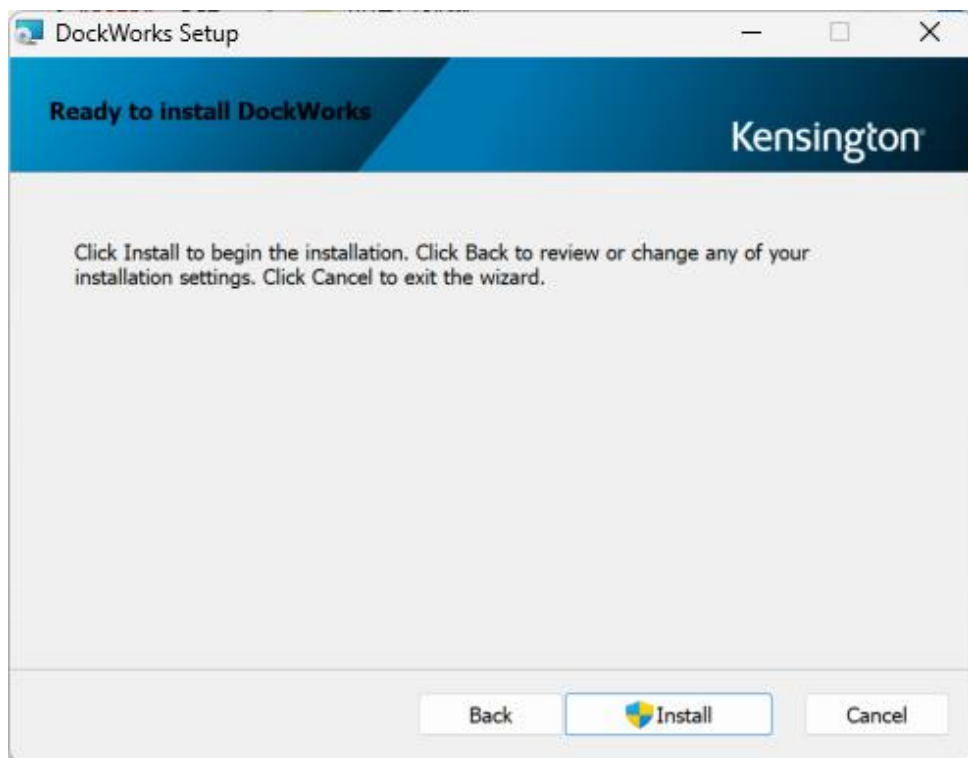 DockWorks Setup
Ready to install DockWorks
Kensington
Click Install to begin the installation. Click Back to review or change any of your
installation settings. Click Cancel to exit the wizard.
Back
Install
Cancel